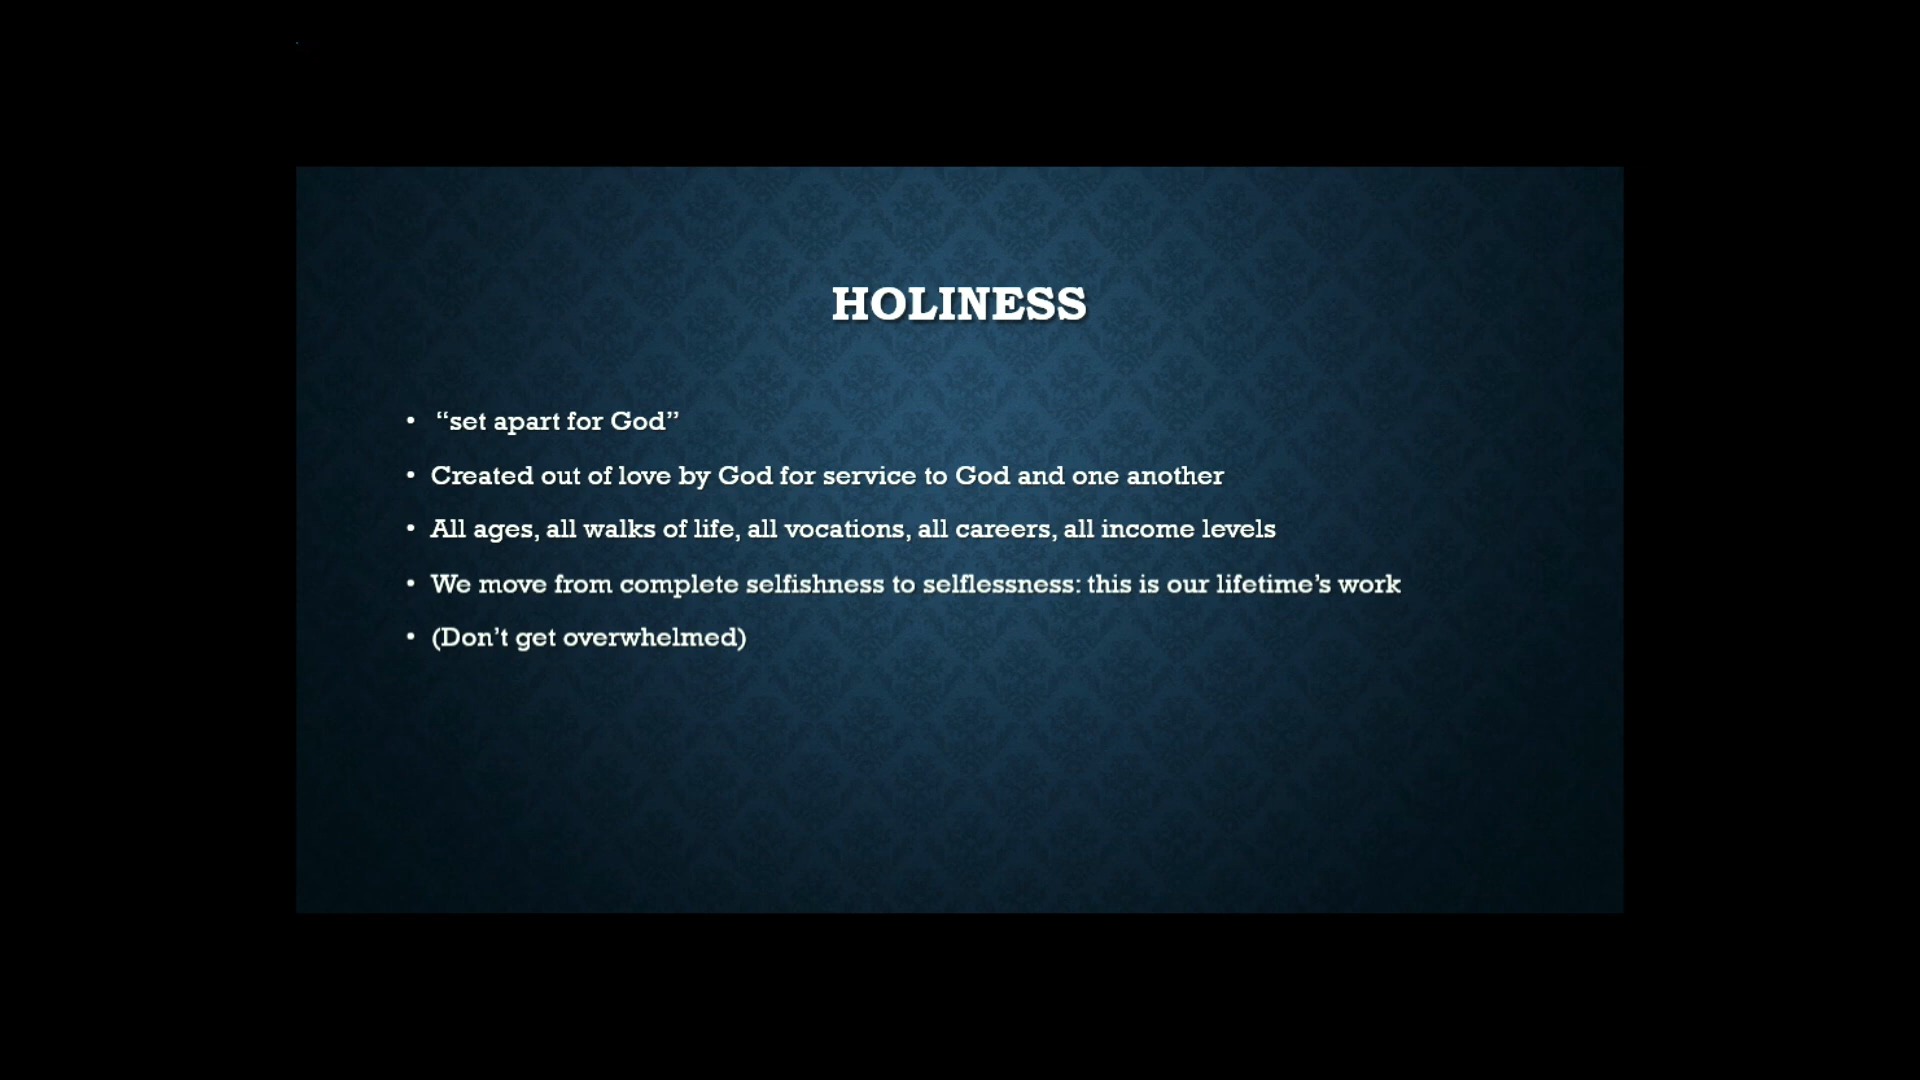 HOLINESS
• “set apart for God”
• Created out of love by God for service to God and one another
• All ages, all walks of life, all vocations, all careers, all income levels
• We move from complete selfishness to selflessness: this is our lifetime’s work
• (Don’t get overwhelmed)